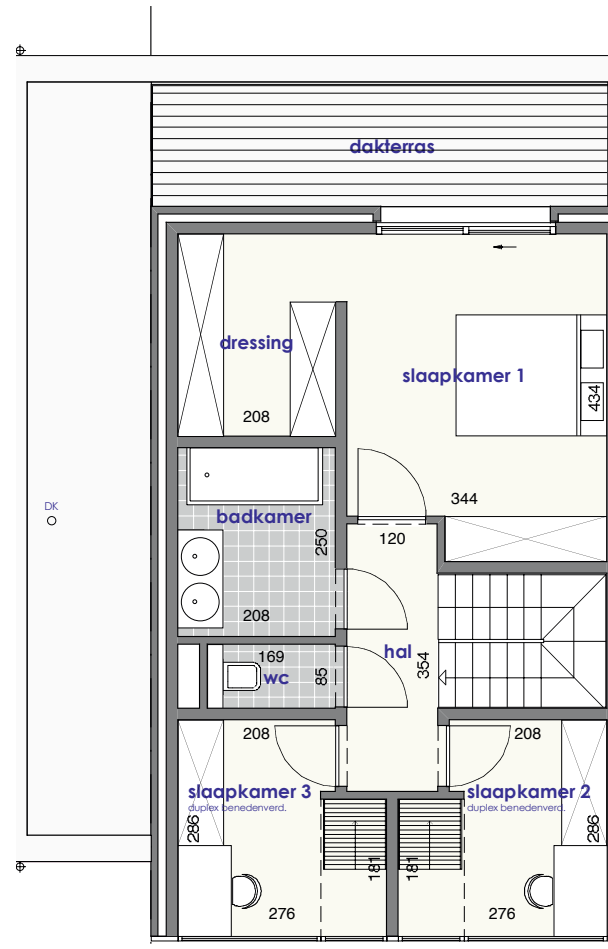 dakterras
dressing
slaapkamer 1
434
208
344
DK
badkamer
250
120
208
hal
354
169
wc
85
208
208
slaapkamer 3
duplex benedenverd.
slaapkamer 2
duplex benedenverd.
286
286
181
181
276
276